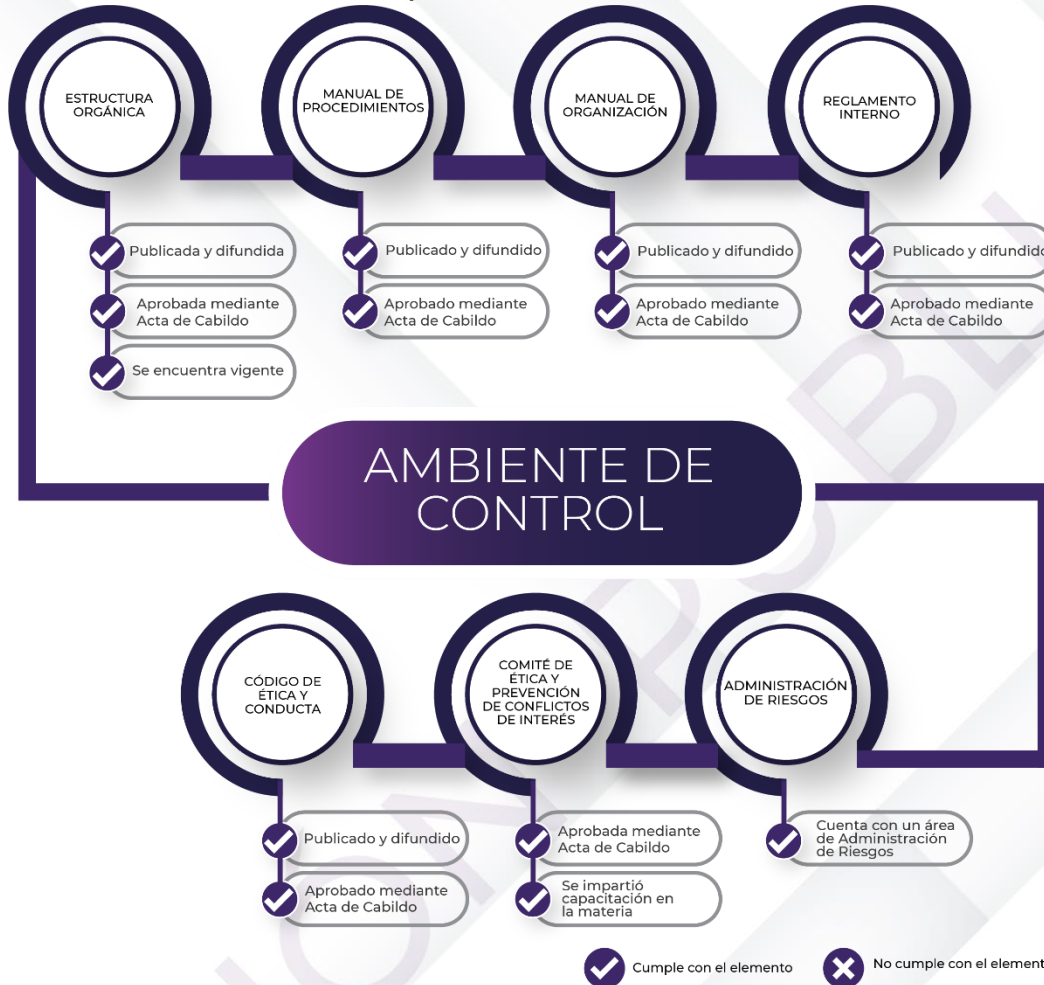 ESTRUCTURA
ORGÁNICA
MANUAL DE
PROCEDIMIENTOS
MANUAL DE
ORGANIZACIÓN
REGLAMENTO
INTERNO
Publicada y difundida
Aprobada mediante
Acta de Cabildo
Se encuentra vigente
Publicado y difundido
Aprobado mediante
Acta de Cabildo
Publicado y difundido
Aprobado mediante
Acta de Cabildo
Publicado y difundido
Aprobado mediante
Acta de Cabildo
AMBIENTE DE
CONTROL
CÓDIGO DE
ÉTICA Y
CONDUCTA
COMITÉ DE
ÉTICA Y
PREVENCIÓN
DE CONFLICTOS
DE INTERÉS
ADMINISTRACIÓN
DE RIESGOS
Publicado y difundido
Aprobado mediante
Acta de Cabildo
Aprobada mediante
Acta de Cabildo
Se impartió
capacitación en
la materia
Cuenta con un área
de Administración
de Riesgos
Cumple con el elemento
No cumple con el element